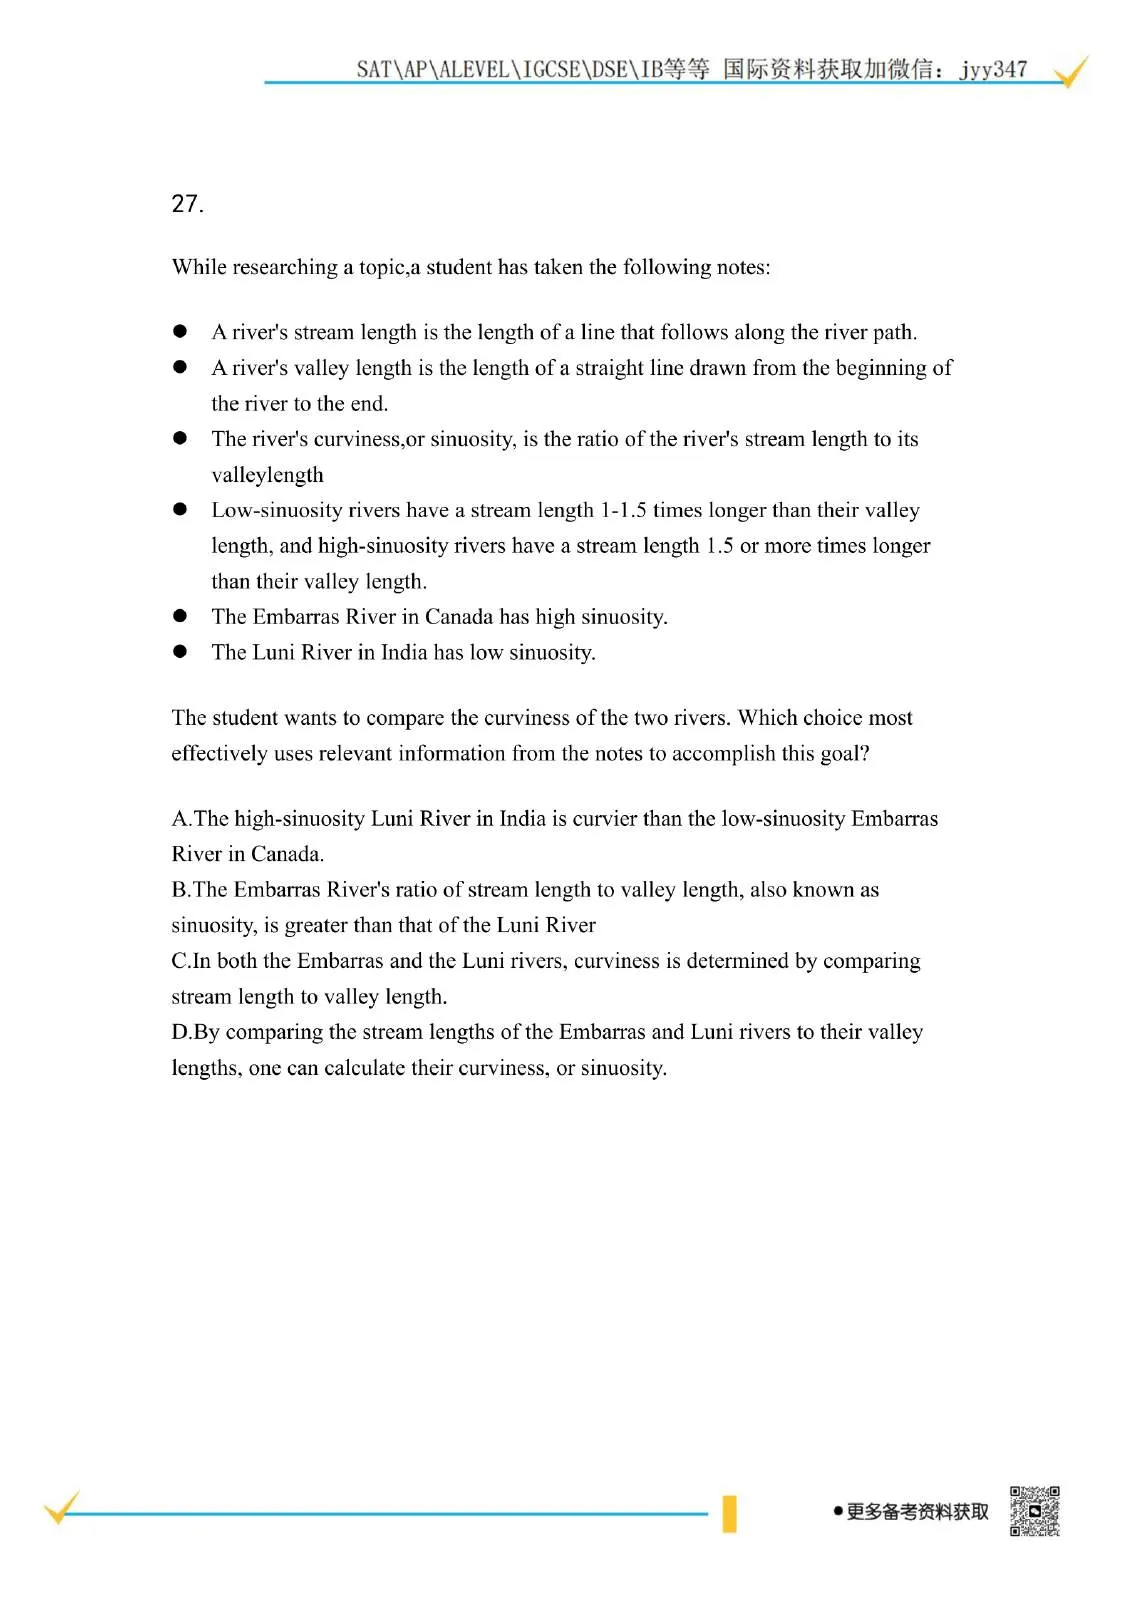 SAT\AP\ALEVEL\IGCSE\DSE\IB等等 国际资料获取加微信：jyy347
27.
While researching a topic,a student has taken the following notes:
● A river's stream length is the length of a line that follows along the river path.
● A river's valley length is the length of a straight line drawn from the beginning of
the river to the end.
● The river's curviness,or sinuosity, is the ratio of the river's stream length to its
valleylength
● Low-sinuosity rivers have a stream length 1-1.5 times longer than their valley
length, and high-sinuosity rivers have a stream length 1.5 or more times longer
than their valley length.
● The Embarras River in Canada has high sinuosity.
● The Luni River in India has low sinuosity.
The student wants to compare the curviness of the two rivers. Which choice most
effectively uses relevant information from the notes to accomplish this goal?
A.The high-sinuosity Luni River in India is curvier than the low-sinuosity Embarras
River in Canada.
B.The Embarras River's ratio of stream length to valley length, also known as
sinuosity, is greater than that of the Luni River
C.In both the Embarras and the Luni rivers, curviness is determined by comparing
stream length to valley length.
D.By comparing the stream lengths of the Embarras and Luni rivers to their valley
lengths, one can calculate their curviness, or sinuosity.
●更多备考资料获取